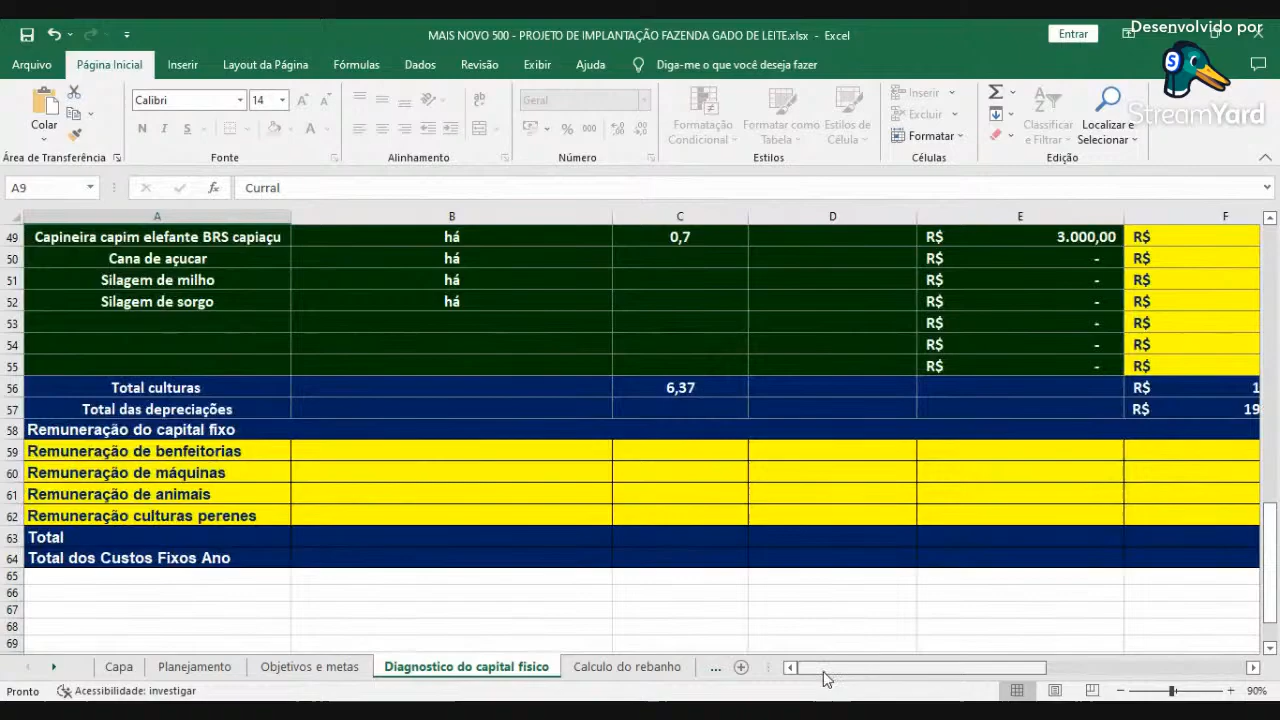 MAIS NOVO 500 - PROJETO DE IMPLANTAÇÃO FAZENDA GADO DE LEITE.xlsx - Excel
Entrar
Desenvolvido por
StreamYard
Arquivo Página Inicial Inserir Layout da Página Fórmulas Dados Revisão Exibir Ajuda Diga-me o que você deseja fazer
Colar
Calibri 14
N I S
Geral
% 000
Formatação Condicional
Formatar como Tabela
Estilos de Célula
Inserir
Excluir
Formatar
Classificar e Filtrar
Localizar e Selecionar
Área de Transferência Fonte Alinhamento Número Estilos Células Edição
A9 fx Curral
A B C D E F
49 Capineira capim elefante BRS capiaçu há 0,7 R$ 3.000,00 R$
50 Cana de açucar há R$ - R$
51 Silagem de milho há R$ - R$
52 Silagem de sorgo há R$ - R$
53 R$ - R$
54 R$ - R$
55 R$ - R$
56 Total culturas 6,37 R$ 1
57 Total das depreciações R$ 19
58 Remuneração do capital fixo
59 Remuneração de benfeitorias
60 Remuneração de máquinas
61 Remuneração de animais
62 Remuneração culturas perenes
63 Total
64 Total dos Custos Fixos Ano
65
66
67
68
69
Capa Planejamento Objetivos e metas Diagnostico do capital fisico Calculo do rebanho ...
Pronto Acessibilidade: investigar 90%